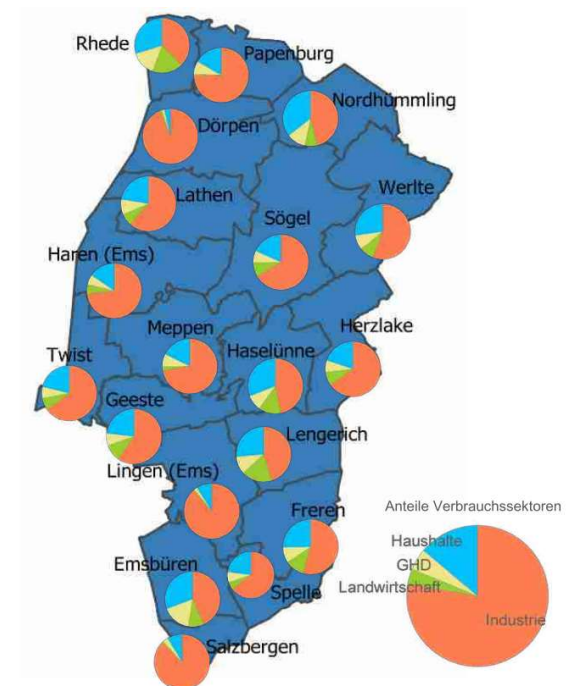 Rhede
Papenburg
Nordhümmling
Dörpen
Werlte
Lathen
Sögel
Haren (Ems)
Meppen
Herzlake
Haselünne
Twist
Geeste
Lengerich
Lingen (Ems)
Freren
Anteile Verbrauchssektoren
Haushalte
GHD
Emsbüren
Landwirtschaft
Spelle
Industrie
Salzbergen